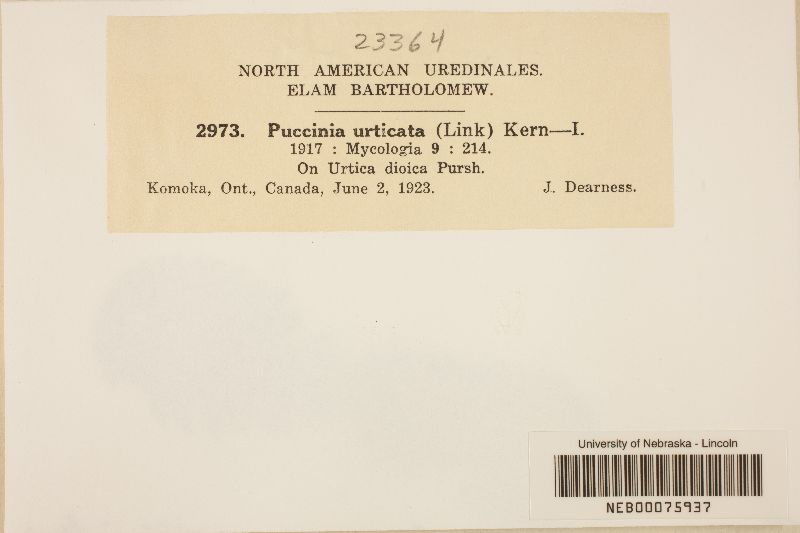 23364
NORTH AMERICAN UREDINALES.
ELAM BARTHOLOMEW.
2973. Puccinia urticata (Link) Kern—I.
1917 : Mycologia 9 : 214.
On Urtica dioica Pursh.
Komoka, Ont., Canada, June 2, 1923. J. Dearness.
University of Nebraska - Lincoln
NEB00075937